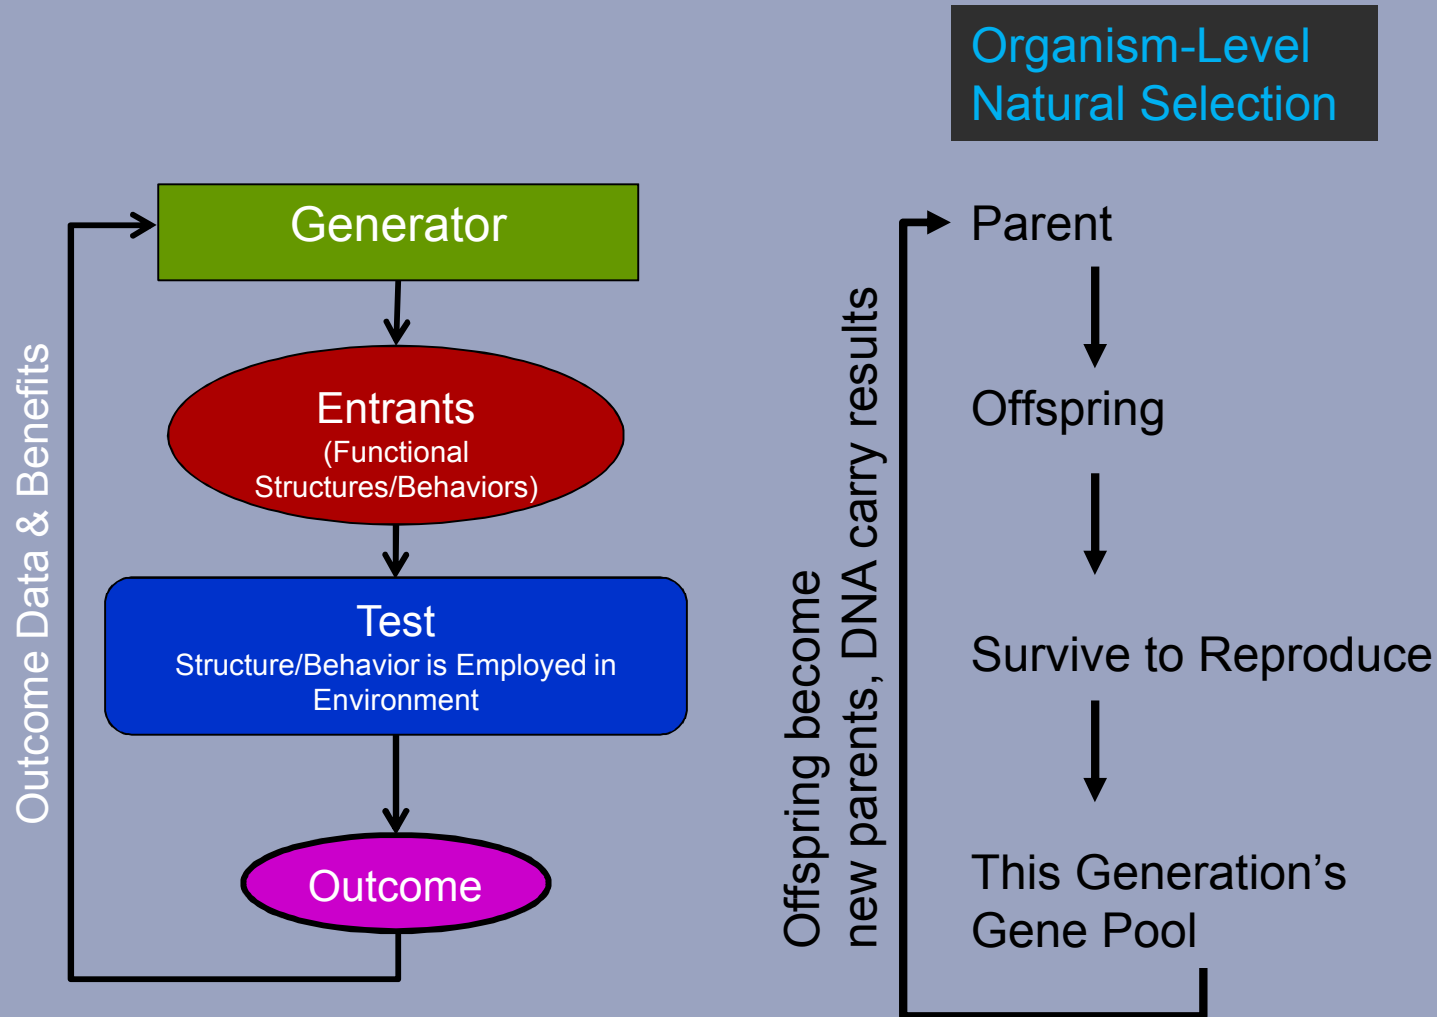 Organism-Level
Natural Selection
Generator
Entrants
(Functional
Structures/Behaviors)
Test
Structure/Behavior is Employed in
Environment
Outcome
Outcome Data & Benefits
Parent
Offspring
Survive to Reproduce
This Generation’s
Gene Pool
Offspring become
new parents, DNA carry results